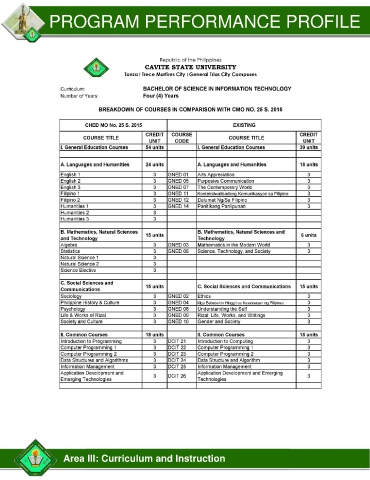 PROGRAM PERFORMANCE PROFILE
Republic of the Philippines
CAVITE STATE UNIVERSITY
Tanza I Trece Martires City I General Trias City Campuses
Curriculum: BACHELOR OF SCIENCE IN INFORMATION TECHNOLOGY
Number of Years: Four (4) Years
BREAKDOWN OF COURSES IN COMPARISON WITH CMO NO. 25 S. 2015
CHED MO No. 25 S. 2015 EXISTING
COURSE TITLE CREDIT UNIT COURSE CODE COURSE TITLE CREDIT UNIT
I. General Education Courses 54 units I. General Education Courses 39 units
A. Languages and Humanities 24 units A. Languages and Humanities 18 units
English 1 3 GNED 01 Arts Appreciation 3
English 2 3 GNED 05 Purposive Communication 3
English 3 3 GNED 07 The Contemporary World 3
Filipino 1 3 GNED 11 Kontekstwalisadong Komunikasyon sa Filipino 3
Filipino 2 3 GNED 12 Dalumat Ng/Sa Filipino 3
Humanities 1 3 GNED 14 Panitikang Panlipunan 3
Humanities 2 3
Humanities 3 3
B. Mathematics, Natural Sciences and Technology 15 units B. Mathematics, Natural Sciences and Technology 6 units
Algebra 3 GNED 03 Mathematics in the Modern World 3
Statistics 3 GNED 06 Science, Technology, and Society 3
Natural Science 1 3
Natural Science 2 3
Science Elective 3
C. Social Sciences and Communications 15 units C. Social Sciences and Communications 15 units
Sociology 3 GNED 02 Ethics 3
Philippine History & Culture 3 GNED 04 Mga Babasahin Hinggil sa Kasaysayan ng Pilipinas 3
Psychology 3 GNED 08 Understanding the Self 3
Life & Works of Rizal 3 GNED 09 Rizal: Life, Works, and Writings 3
Society and Culture 3 GNED 10 Gender and Society 3
II. Common Courses 18 units II. Common Courses 18 units
Introduction to Programming 3 DCIT 21 Introduction to Computing 3
Computer Programming 1 3 DCIT 22 Computer Programming 1 3
Computer Programming 2 3 DCIT 23 Computer Programming 2 3
Data Structures and Algorithms 3 DCIT 24 Data Structure and Algorithm 3
Information Management 3 DCIT 25 Information Management 3
Application Development and Emerging Technologies 3 DCIT 26 Application Development and Emerging Technologies 3
Area III: Curriculum and Instruction